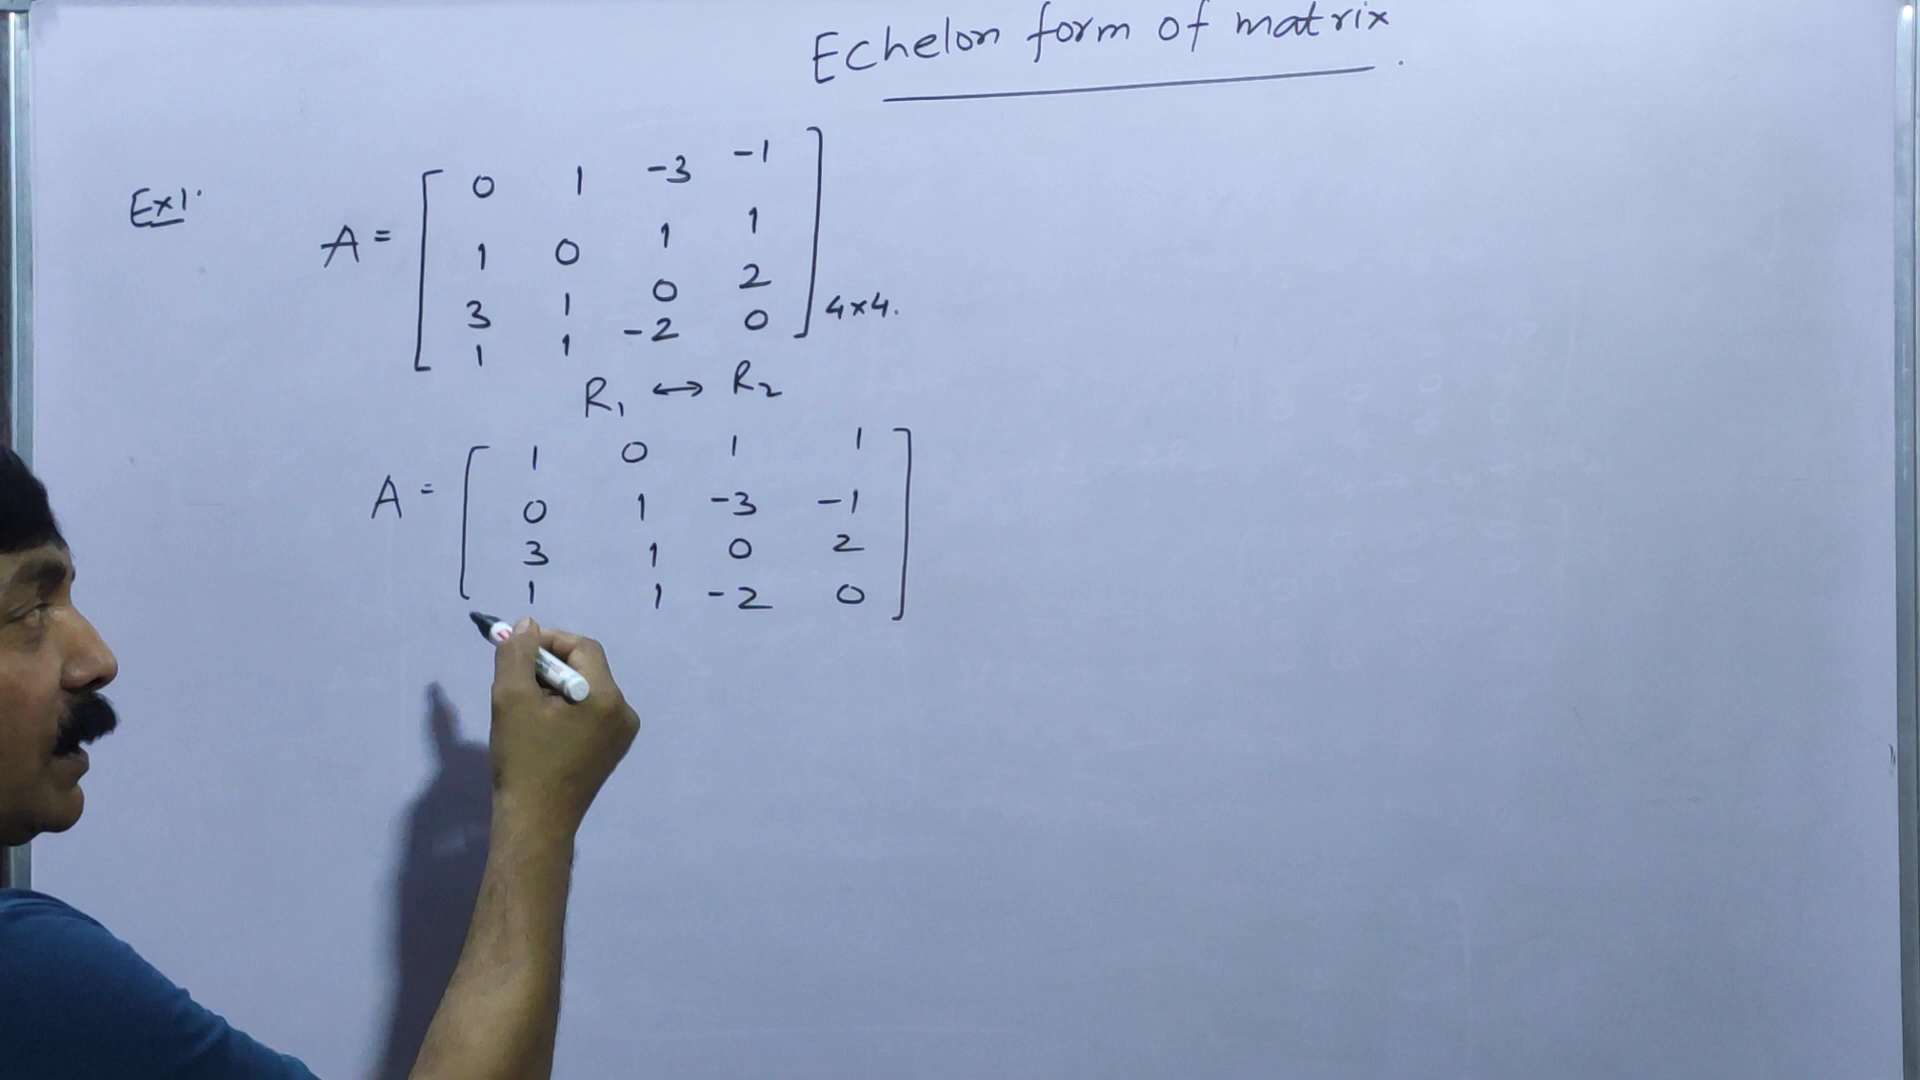 Echelon form of matrix.
Ex1.
A = [ 0 1 -3 -1
1 0 1 1
3 1 0 2
1 1 -2 0 ] 4×4.
R₁ ↔ R₂
A = [ 1 0 1 1
0 1 -3 -1
3 1 0 2
1 1 -2 0 ]